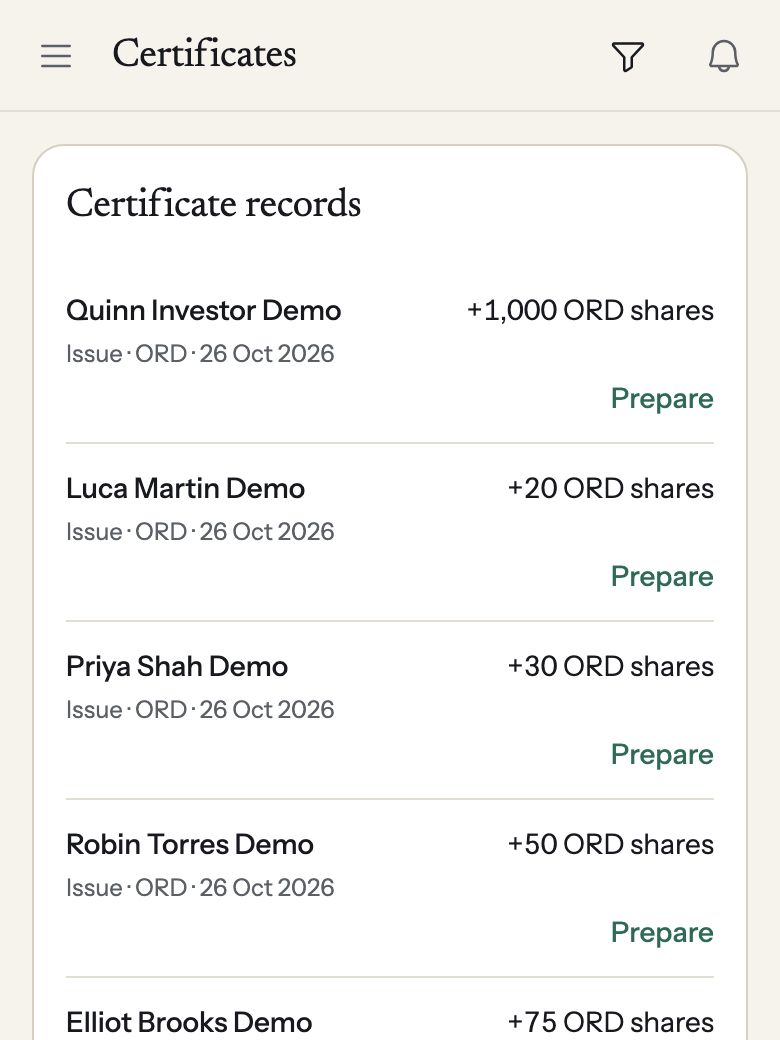 Certificates
Certificate records
Quinn Investor Demo
+1,000 ORD shares
Issue · ORD · 26 Oct 2026
Prepare
Luca Martin Demo
+20 ORD shares
Issue · ORD · 26 Oct 2026
Prepare
Priya Shah Demo
+30 ORD shares
Issue · ORD · 26 Oct 2026
Prepare
Robin Torres Demo
+50 ORD shares
Issue · ORD · 26 Oct 2026
Prepare
Elliot Brooks Demo
+75 ORD shares